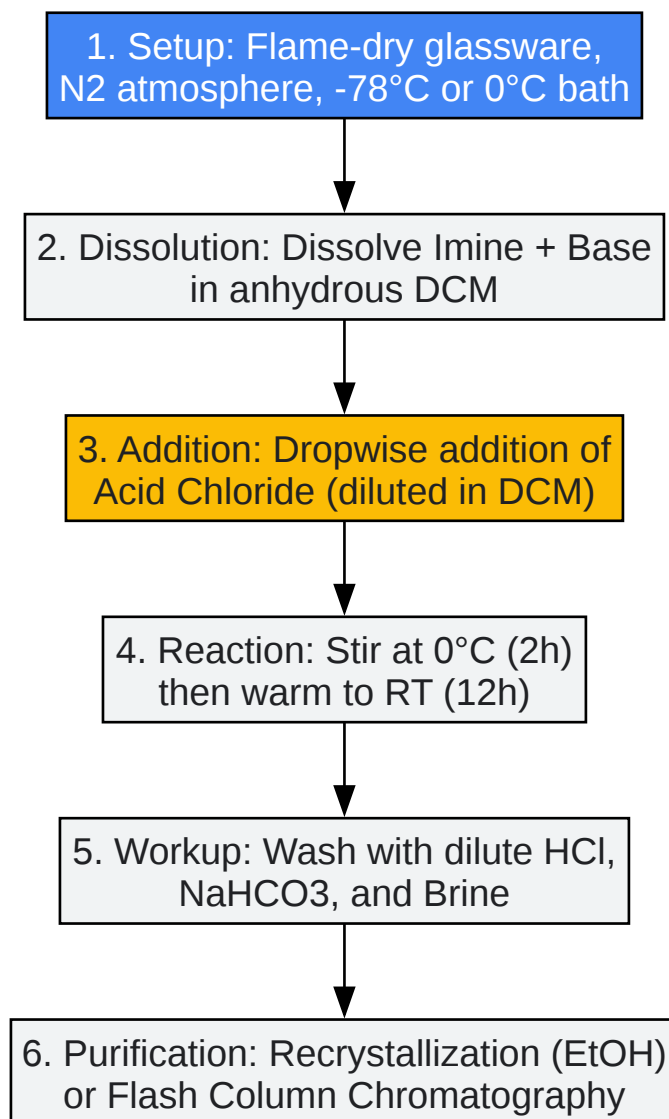 1. Setup: Flame-dry glassware,
N2 atmosphere, -78°C or 0°C bath
2. Dissolution: Dissolve Imine + Base
in anhydrous DCM
3. Addition: Dropwise addition of
Acid Chloride (diluted in DCM)
4. Reaction: Stir at 0°C (2h)
then warm to RT (12h)
5. Workup: Wash with dilute HCl,
NaHCO3, and Brine
6. Purification: Recrystallization (EtOH)
or Flash Column Chromatography